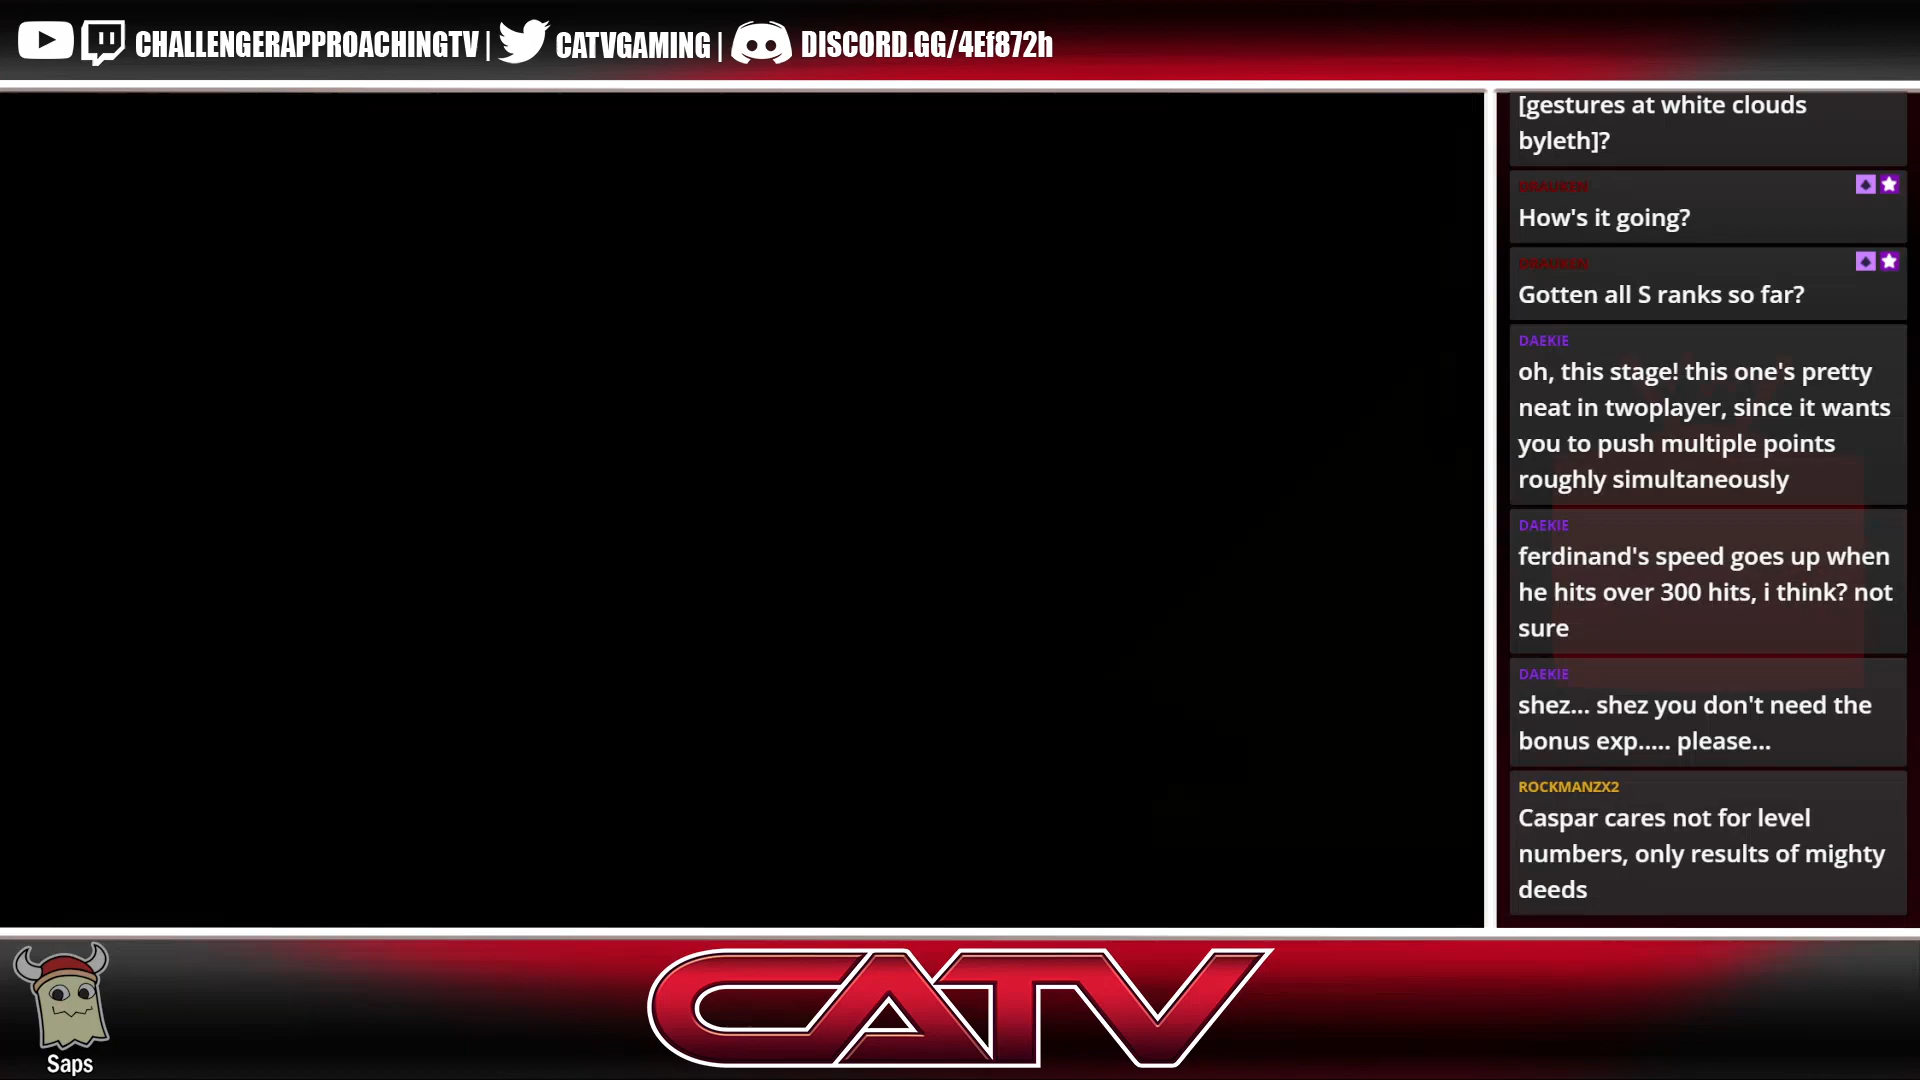 CHALLENGERAPPROACHINGTV | CATVGAMING | DISCORD.GG/4Ef872h
[gestures at white clouds
byleth]?
How's it going?
Gotten all S ranks so far?
DAEKIE
oh, this stage! this one's pretty
neat in twoplayer, since it wants
you to push multiple points
roughly simultaneously
DAEKIE
ferdinand's speed goes up when
he hits over 300 hits, i think? not
sure
DAEKIE
shez... shez you don't need the
bonus exp..... please...
ROCKMANZX2
Caspar cares not for level
numbers, only results of mighty
deeds
CATV
Saps